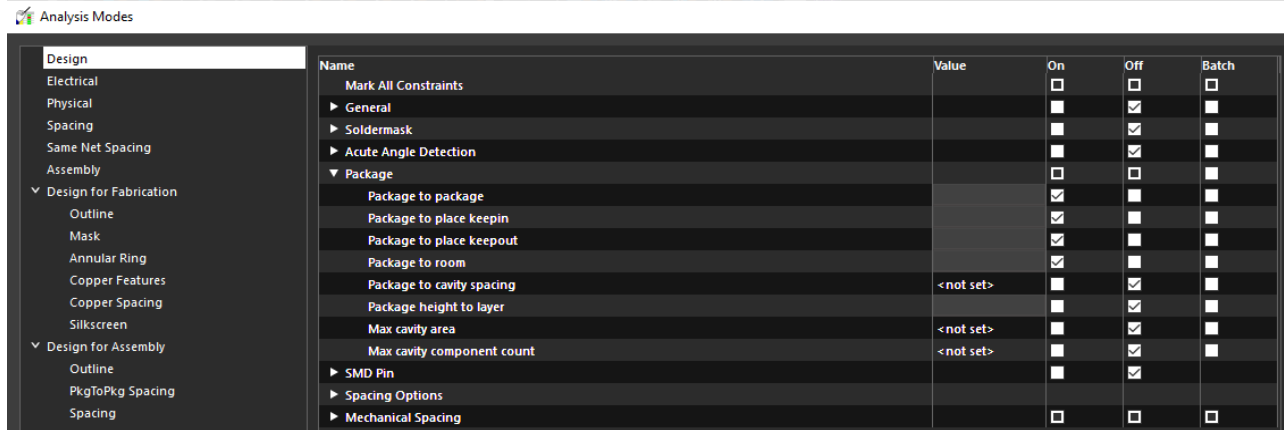 Analysis Modes
Design
Electrical
Physical
Spacing
Same Net Spacing
Assembly
Design for Fabrication
Outline
Mask
Annular Ring
Copper Features
Copper Spacing
Silkscreen
Design for Assembly
Outline
PkgToPkg Spacing
Spacing
Name Value On Off Batch
Mark All Constraints
General
Soldermask
Acute Angle Detection
Package
Package to package
Package to place keepin
Package to place keepout
Package to room
Package to cavity spacing <not set>
Package height to layer
Max cavity area <not set>
Max cavity component count <not set>
SMD Pin
Spacing Options
Mechanical Spacing